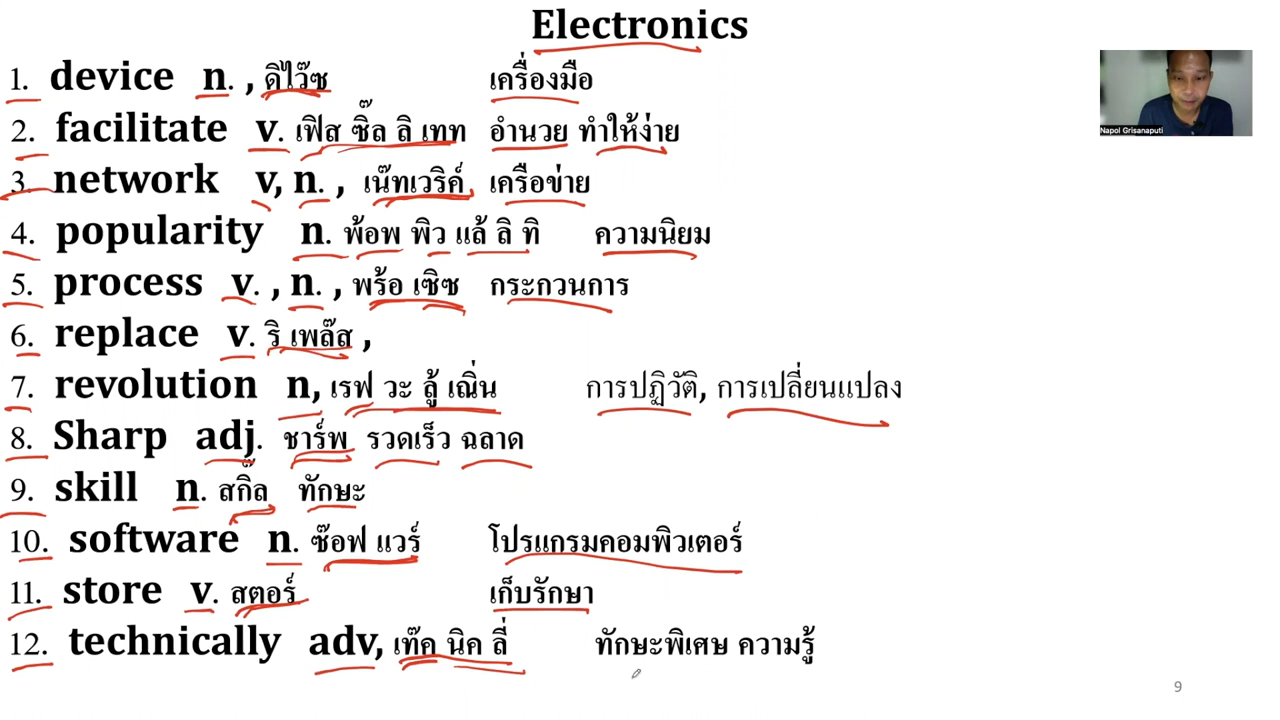 Electronics
1. device n. , ดิไว๊ซ เครื่องมือ
2. facilitate v. เฟิส ซิ๊ล ลิ เทท อำนวย ทำให้ง่าย
3. network v, n. , เน๊ทเวริค์ เครือข่าย
4. popularity n. พ้อพ พิว แล้ ลิ ทิ ความนิยม
5. process v. , n. , พร้อ เซิซ กระกวนการ
6. replace v. ริ เพล๊ส ,
7. revolution n, เรฟ วะ ลู้ เณิ่น การปฏิวัติ, การเปลี่ยนแปลง
8. Sharp adj. ชาร์พ รวดเร็ว ฉลาด
9. skill n. สกิ๊ล ทักษะ
10. software n. ซ๊อฟ แวร์ โปรแกรมคอมพิวเตอร์
11. store v. สตอร์ เก็บรักษา
12. technically adv, เท๊ค นิค ลี่ ทักษะพิเศษ ความรู้
Napol Grisanaputi
9